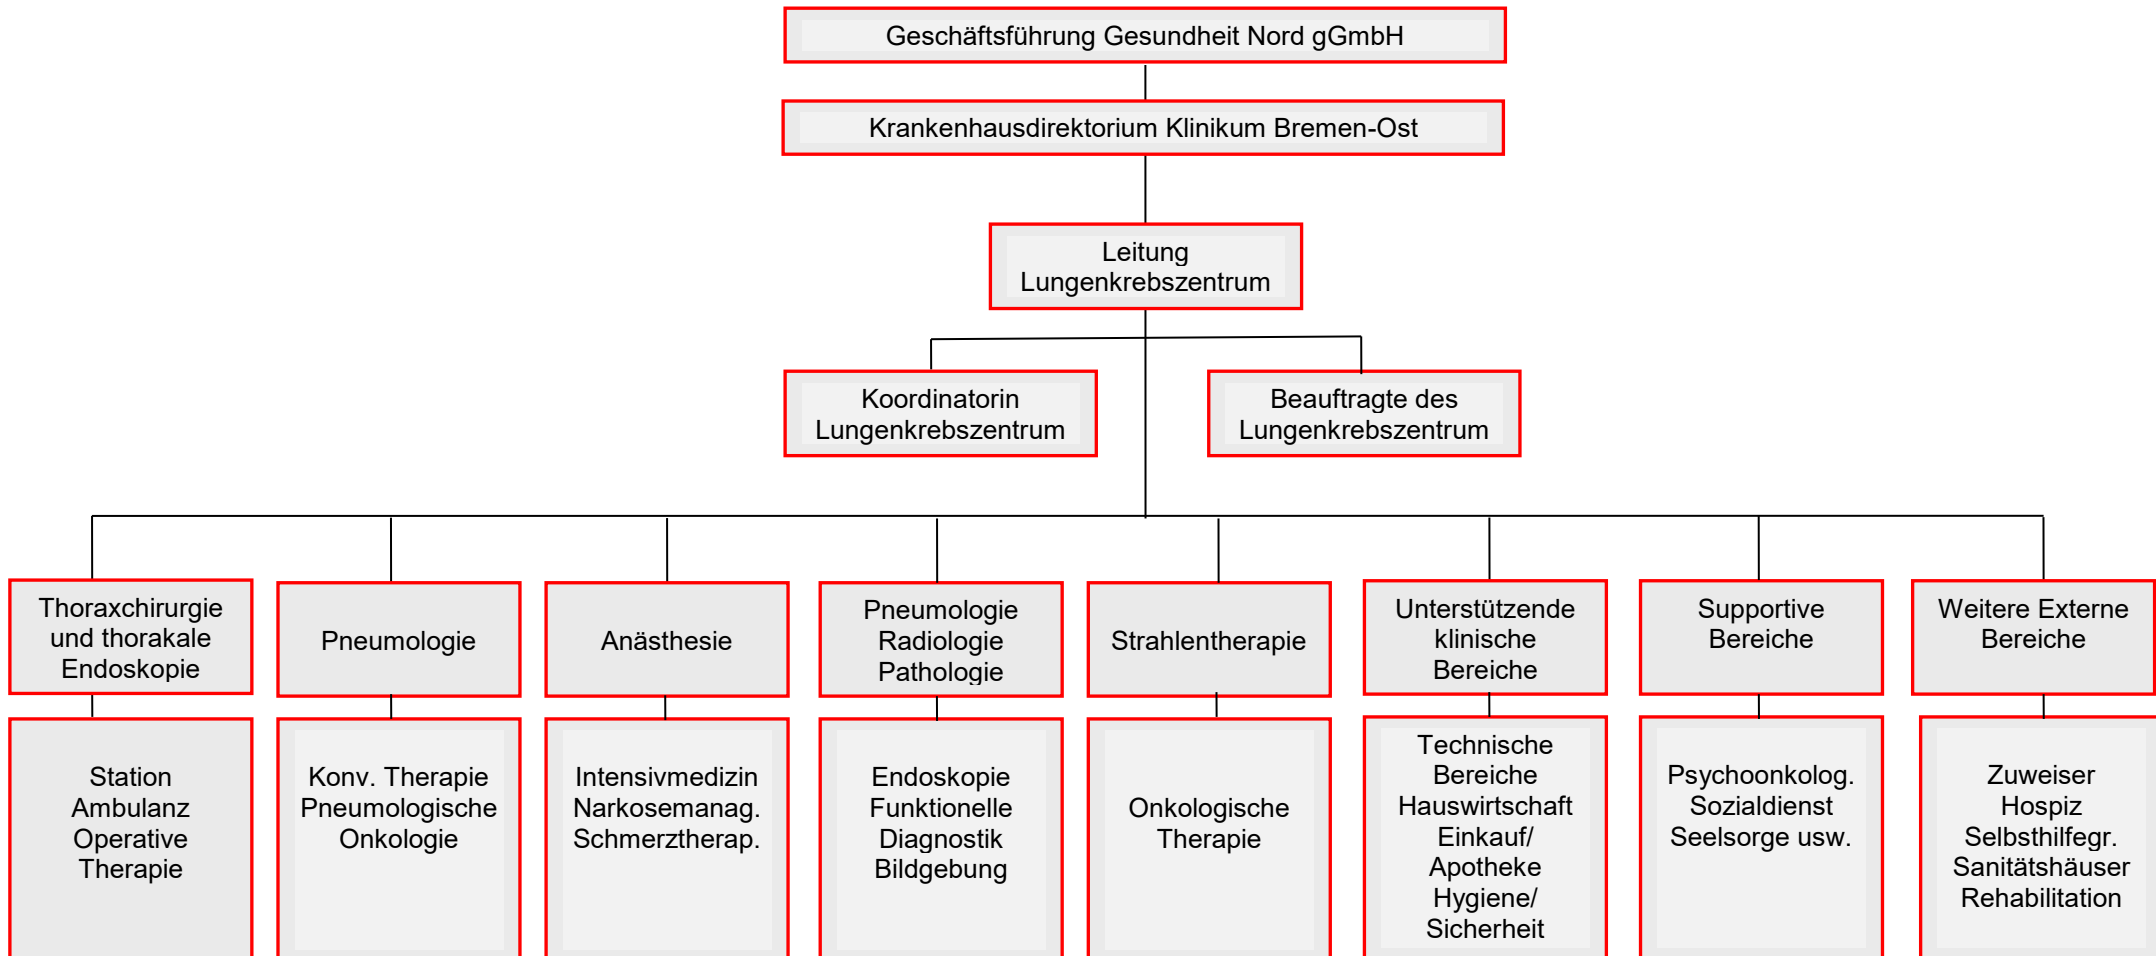 Geschäftsführung Gesundheit Nord gGmbH
Krankenhausdirektorium Klinikum Bremen-Ost
Leitung
Lungenkrebszentrum
Koordinatorin
Lungenkrebszentrum
Beauftragte des
Lungenkrebszentrum
Thoraxchirurgie
und thorakale
Endoskopie
Pneumologie
Anästhesie
Pneumologie
Radiologie
Pathologie
Strahlentherapie
Unterstützende
klinische
Bereiche
Supportive
Bereiche
Weitere Externe
Bereiche
Station
Ambulanz
Operative
Therapie
Konv. Therapie
Pneumologische
Onkologie
Intensivmedizin
Narkosemanag.
Schmerztherap.
Endoskopie
Funktionelle
Diagnostik
Bildgebung
Onkologische
Therapie
Technische
Bereiche
Hauswirtschaft
Einkauf/
Apotheke
Hygiene/
Sicherheit
Psychoonkolog.
Sozialdienst
Seelsorge usw.
Zuweiser
Hospiz
Selbsthilfegr.
Sanitätshäuser
Rehabilitation